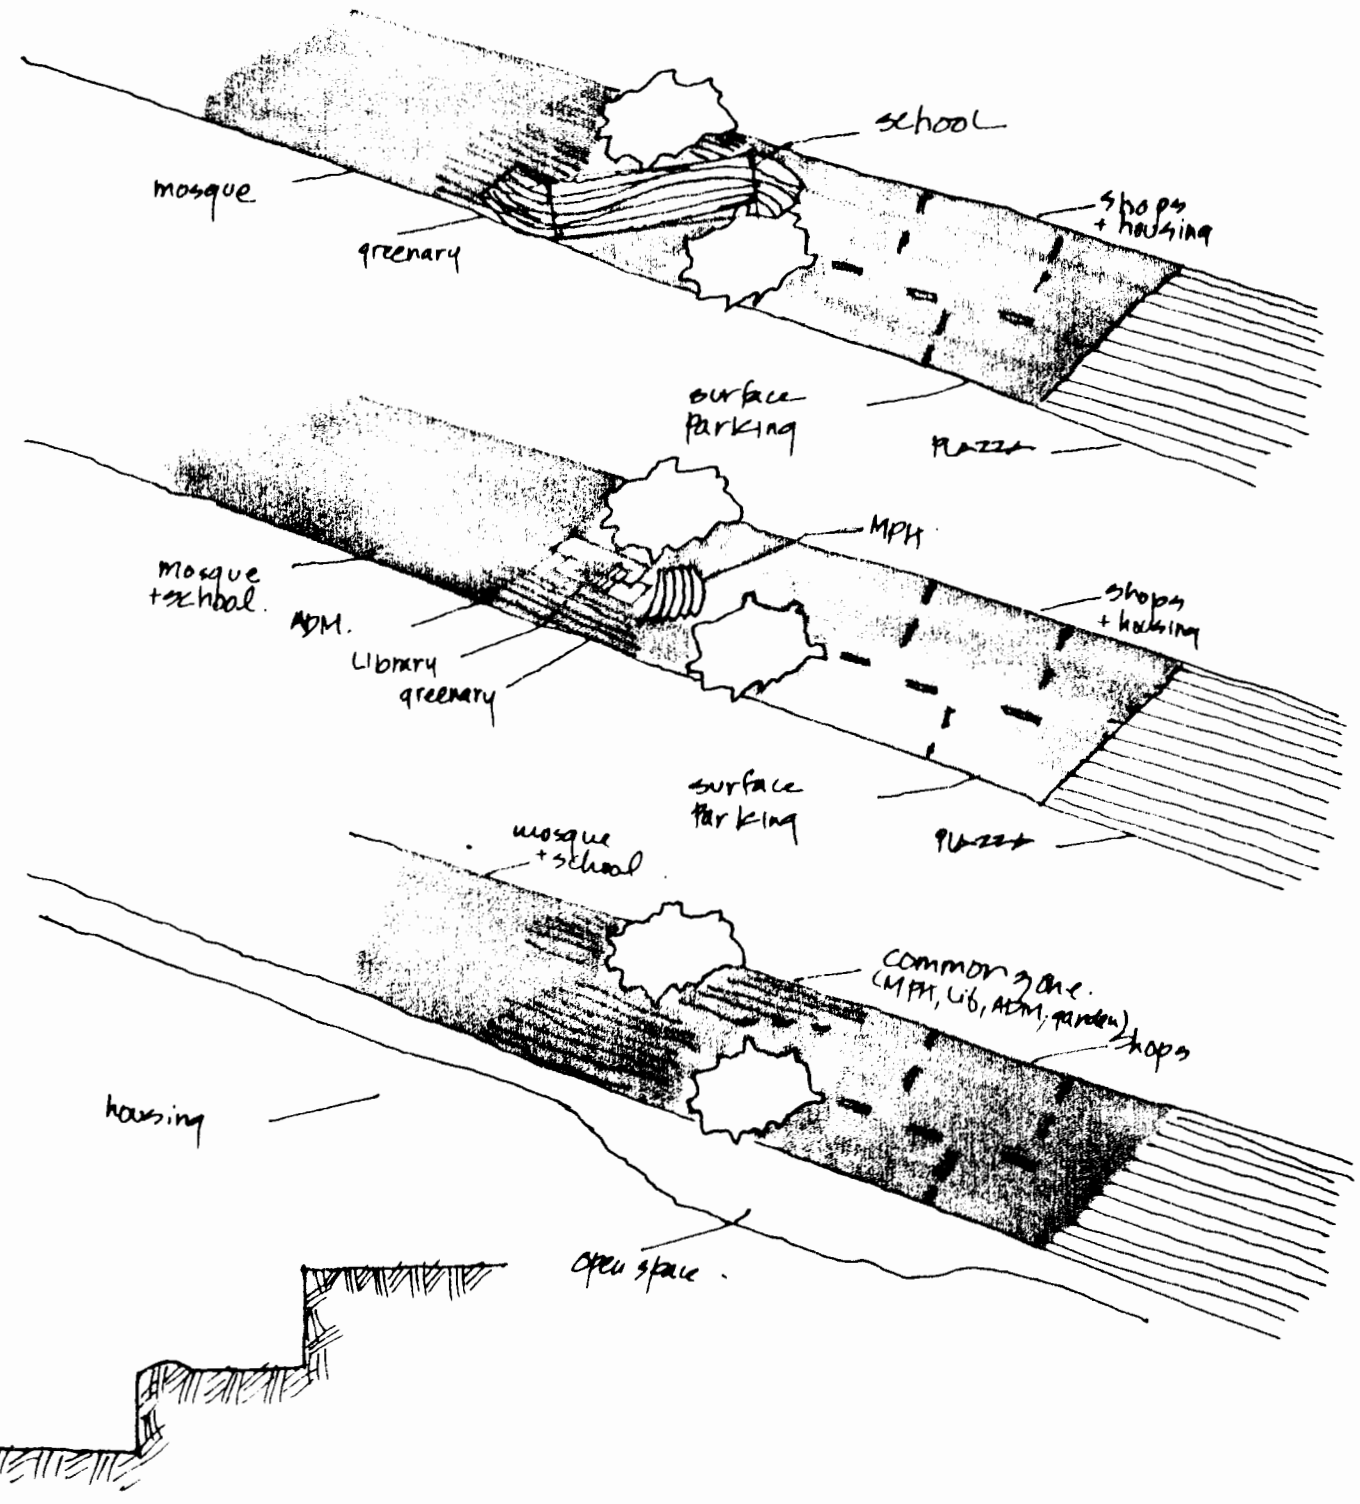 school
mosque
shops
+ housing
greenary
surface
Parking
PLAZZA
MPH
mosque
+ school.
ADM.
Library
greenary
shops
+ housing
surface
Parking
PLAZZA
mosque
+ school
common zone.
(MPH, Lib, ADM, garden)
shops
housing
open space.